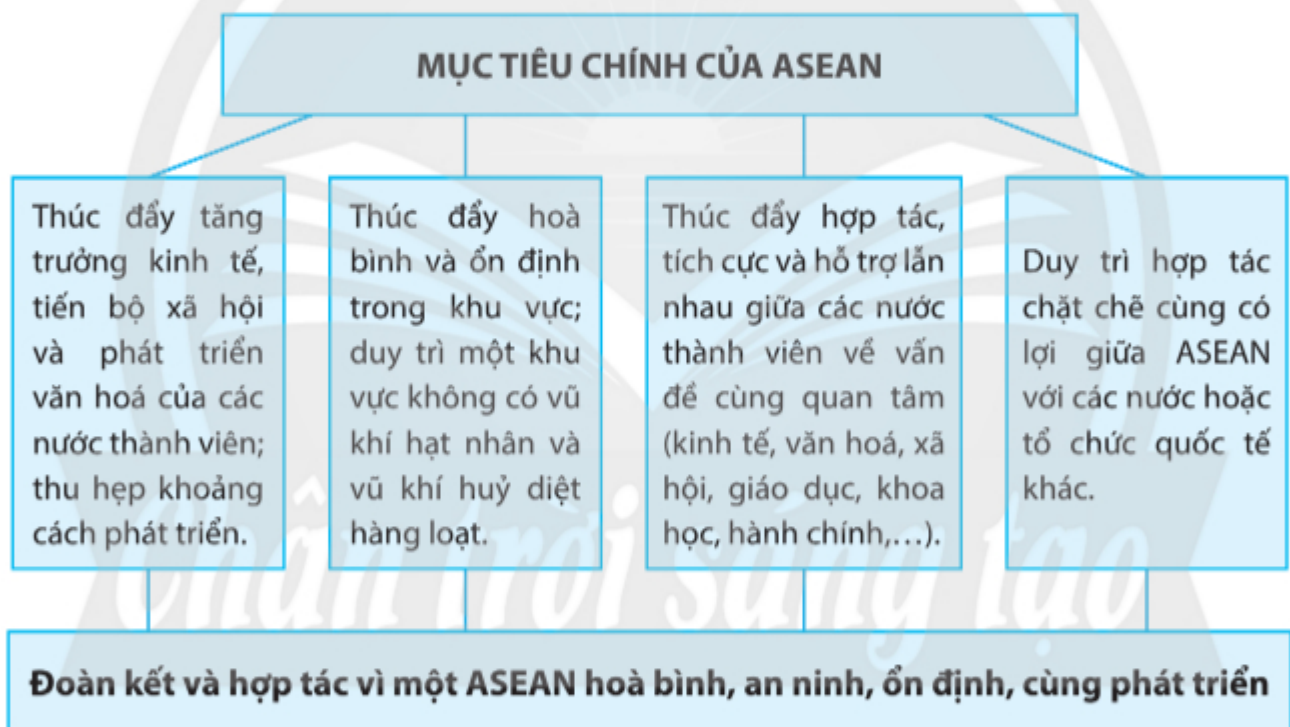 MỤC TIÊU CHÍNH CỦA ASEAN
Thúc đẩy tăng
trưởng kinh tế,
tiến bộ xã hội
và phát triển
văn hoá của các
nước thành viên;
thu hẹp khoảng
cách phát triển.
Thúc đẩy hoà
bình và ổn định
trong khu vực;
duy trì một khu
vực không có vũ
khí hạt nhân và
vũ khí huỷ diệt
hàng loạt.
Thúc đẩy hợp tác,
tích cực và hỗ trợ lẫn
nhau giữa các nước
thành viên về vấn
đề cùng quan tâm
(kinh tế, văn hoá, xã
hội, giáo dục, khoa
học, hành chính,...).
Duy trì hợp tác
chặt chẽ cùng có
lợi giữa ASEAN
với các nước hoặc
tổ chức quốc tế
khác.
Chân trời sáng tạo
Đoàn kết và hợp tác vì một ASEAN hoà bình, an ninh, ổn định, cùng phát triển